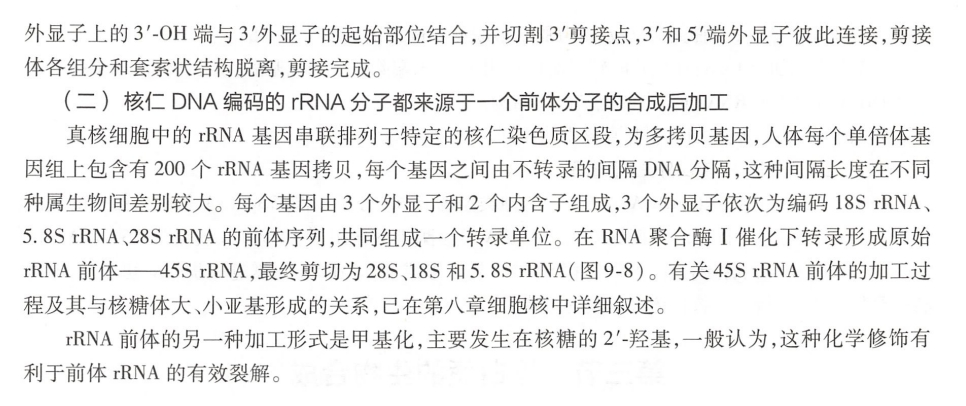 外显子上的3′-OH 端与3′外显子的起始部位结合,并切割3′剪接点,3′和5′端外显子彼此连接,剪接
体各组分和套索状结构脱离,剪接完成。
(二)核仁 DNA 编码的 rRNA 分子都来源于一个前体分子的合成后加工
真核细胞中的 rRNA 基因串联排列于特定的核仁染色质区段,为多拷贝基因,人体每个单倍体基
因组上包含有 200 个 rRNA 基因拷贝,每个基因之间由不转录的间隔 DNA 分隔,这种间隔长度在不同
种属生物间差别较大。每个基因由 3 个外显子和 2 个内含子组成,3 个外显子依次为编码 18S rRNA、
5.8S rRNA、28S rRNA 的前体序列,共同组成一个转录单位。在 RNA 聚合酶 Ⅰ 催化下转录形成原始
rRNA 前体——45S rRNA,最终剪切为 28S、18S 和 5.8S rRNA(图 9-8)。有关 45S rRNA 前体的加工过
程及其与核糖体大、小亚基形成的关系,已在第八章细胞核中详细叙述。
rRNA 前体的另一种加工形式是甲基化,主要发生在核糖的 2′-羟基,一般认为,这种化学修饰有
利于前体 rRNA 的有效裂解。